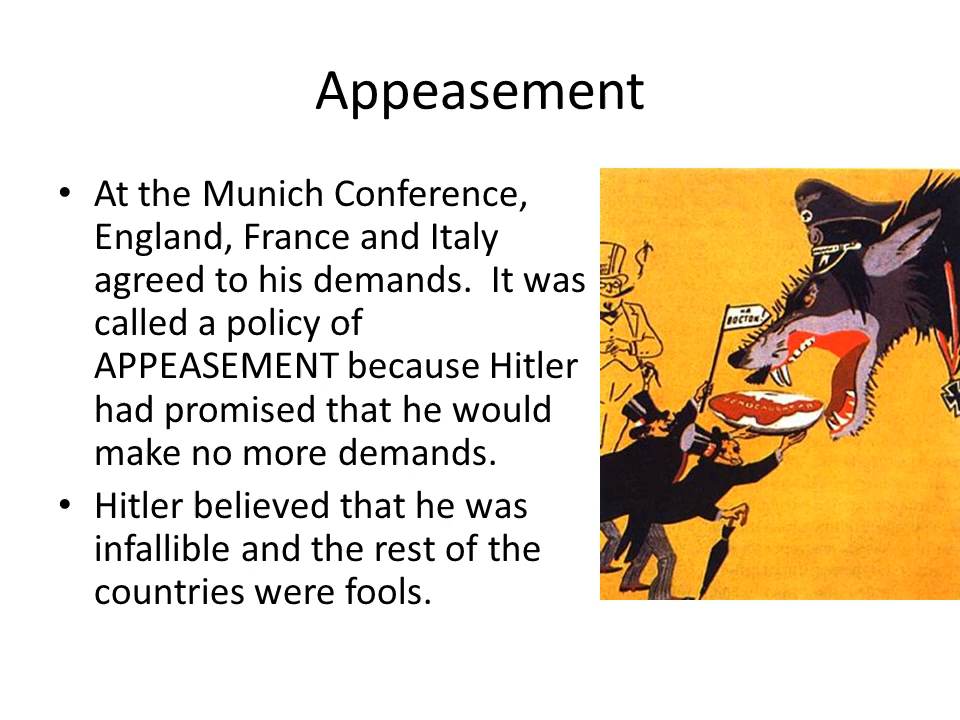 Appeasement
• At the Munich Conference,
England, France and Italy
agreed to his demands.  It was
called a policy of
APPEASEMENT because Hitler
had promised that he would
make no more demands.
• Hitler believed that he was
infallible and the rest of the
countries were fools.
НА
ВОСТОК!